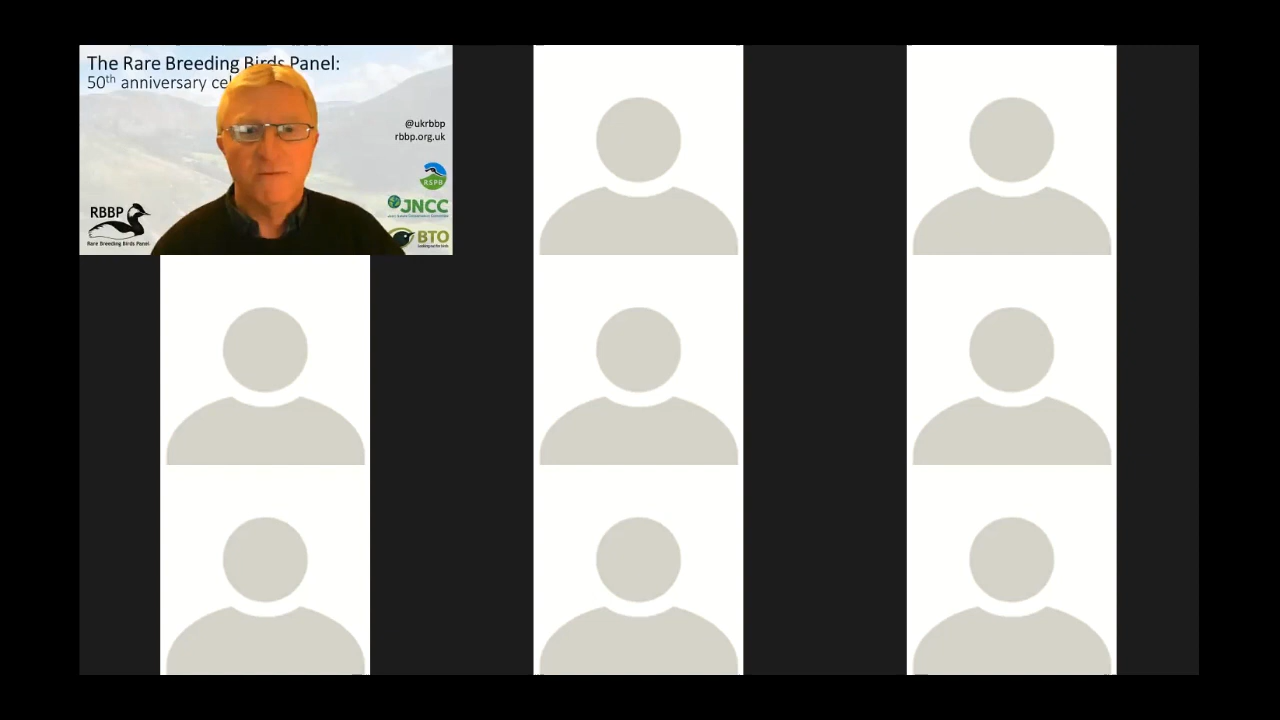 The Rare Breeding Birds Panel:
50th anniversary cel
@ukrbbp
rbbp.org.uk
RSPB
JNCC
RBBP
Rare Breeding Birds Panel
BTO